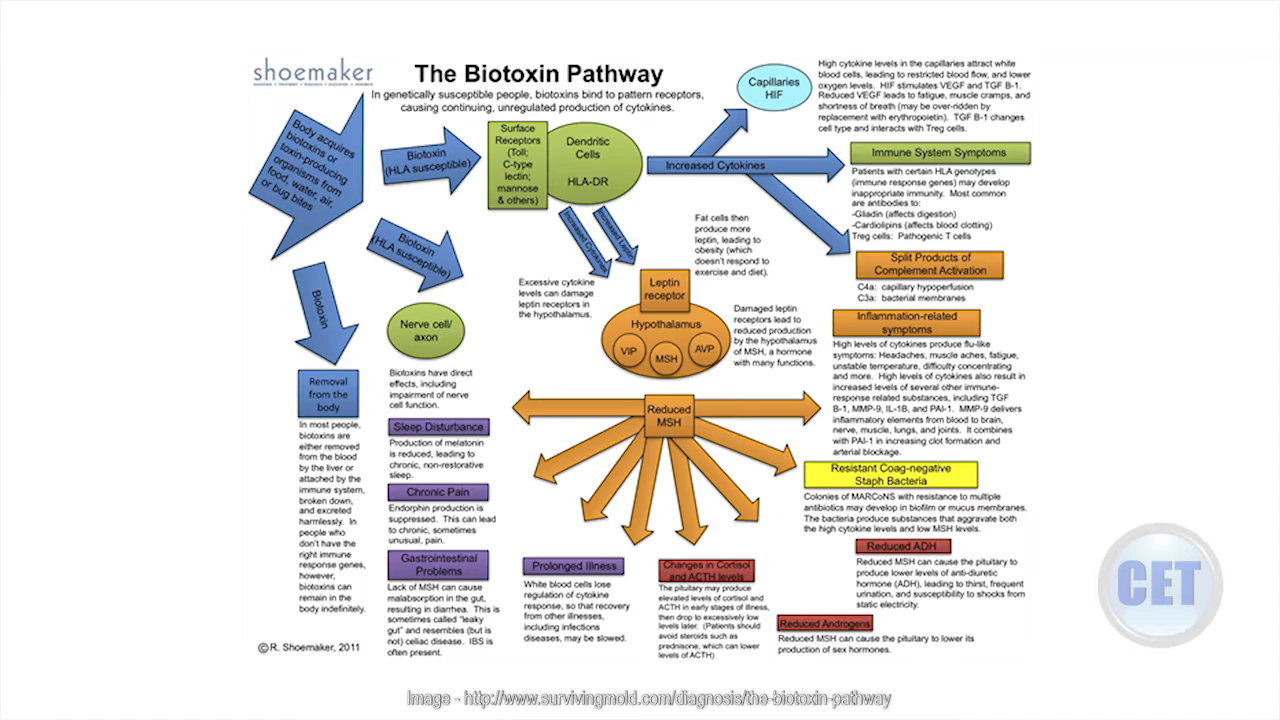 shoemaker
The Biotoxin Pathway
In genetically susceptible people, biotoxins bind to pattern receptors,
causing continuing, unregulated production of cytokines.
Body acquires
biotoxins or
toxin-producing
organisms from
food, water, air,
or bug bites
Biotoxin
(HLA susceptible)
Surface
Receptors
(Toll;
C-type
lectin;
mannose
& others)
Dendritic
Cells
HLA-DR
Increased Cytokines
Capillaries
HIF
High cytokine levels in the capillaries attract white
blood cells, leading to restricted blood flow, and lower
oxygen levels. HIF stimulates VEGF and TGF B-1.
Reduced VEGF leads to fatigue, muscle cramps, and
shortness of breath (may be over-ridden by
replacement with erythropoietin). TGF B-1 changes
cell type and interacts with Treg cells.
Immune System Symptoms
Patients with certain HLA genotypes
(immune response genes) may develop
inappropriate immunity. Most common
are antibodies to:
-Gliadin (affects digestion)
-Cardiolipins (affects blood clotting)
Treg cells: Pathogenic T cells
Split Products of
Complement Activation
C4a: capillary hypoperfusion
C3a: bacterial membranes
Inflammation-related
symptoms
High levels of cytokines produce flu-like
symptoms: Headaches, muscle aches, fatigue,
unstable temperature, difficulty concentrating
and more. High levels of cytokines also result in
increased levels of several other immune-
response related substances, including TGF
B-1, MMP-9, IL-1B, and PAI-1. MMP-9 delivers
inflammatory elements from blood to brain,
nerve, muscle, lungs, and joints. It combines
with PAI-1 in increasing clot formation and
arterial blockage.
Biotoxin
(HLA susceptible)
Biotoxin
Increased Cytokines
Increased Leptin
Fat cells then
produce more
leptin, leading to
obesity (which
doesn't respond to
exercise and diet).
Excessive cytokine
levels can damage
leptin receptors in
the hypothalamus.
Leptin
receptor
Hypothalamus
VIP
MSH
AVP
Damaged leptin
receptors lead to
reduced production
by the hypothalamus
of MSH, a hormone
with many functions.
Nerve cell/
axon
Biotoxins have direct
effects, including
impairment of nerve
cell function.
Removal
from the
body
In most people,
biotoxins are
either removed
from the blood
by the liver or
attached by the
immune system,
broken down,
and excreted
harmlessly. In
people who
don't have the
right immune
response genes,
however,
biotoxins can
remain in the
body indefinitely.
Reduced
MSH
Sleep Disturbance
Production of melatonin
is reduced, leading to
chronic, non-restorative
sleep.
Chronic Pain
Endorphin production is
suppressed. This can lead
to chronic, sometimes
unusual, pain.
Gastrointestinal
Problems
Lack of MSH can cause
malabsorption in the gut,
resulting in diarrhea. This is
sometimes called "leaky
gut" and resembles (but is
not) celiac disease. IBS is
often present.
Prolonged Illness
White blood cells lose
regulation of cytokine
response, so that recovery
from other illnesses,
including infections
diseases, may be slowed.
Changes in Cortisol
and ACTH levels
The pituitary may produce
elevated levels of cortisol and
ACTH in early stages of illness,
then drop to excessively low
levels later. (Patients should
avoid steroids such as
prednisone, which can lower
levels of ACTH)
Resistant Coag-negative
Staph Bacteria
Colonies of MARCoNS with resistance to multiple
antibiotics may develop in biofilm or mucus membranes.
The bacteria produce substances that aggravate both
the high cytokine levels and low MSH levels.
Reduced ADH
Reduced MSH can cause the pituitary to
produce lower levels of anti-diuretic
hormone (ADH), leading to thirst, frequent
urination, and susceptibility to shocks from
static electricity.
Reduced Androgens
Reduced MSH can cause the pituitary to lower its
production of sex hormones.
©R. Shoemaker, 2011
CET
Image - http://www.survivingmold.com/diagnosis/the-biotoxin-pathway